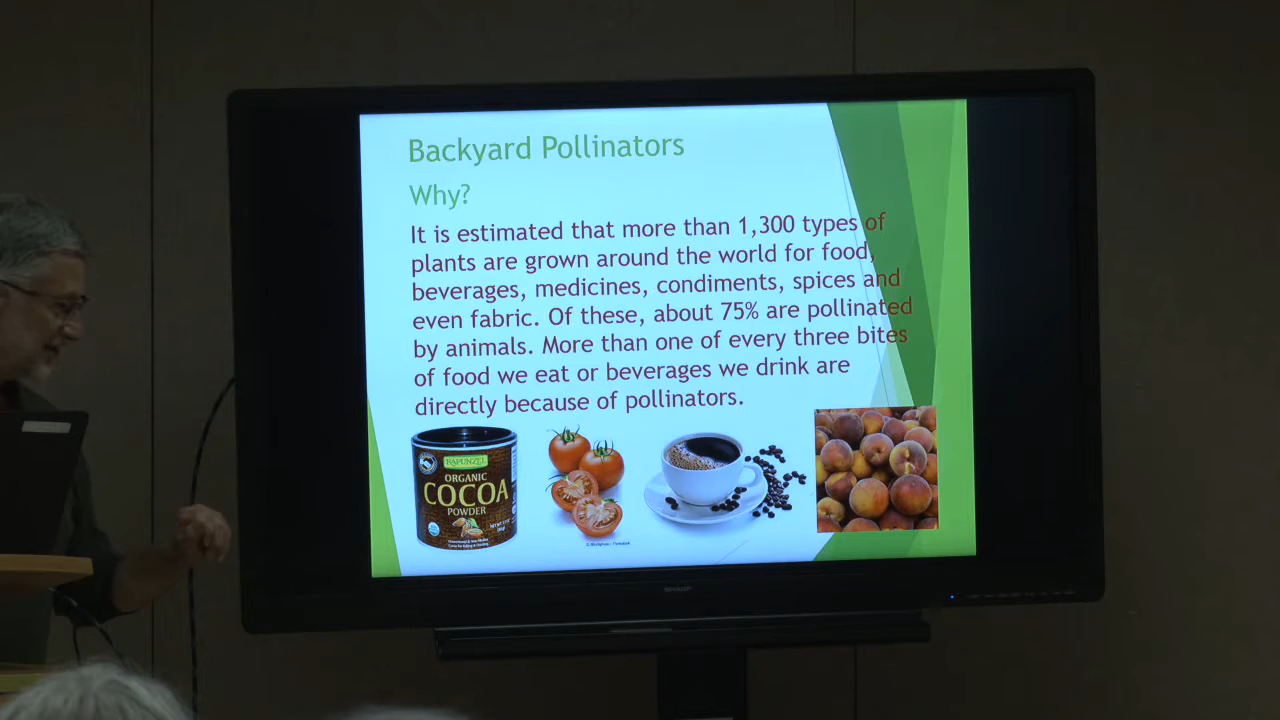 Backyard Pollinators
Why?
It is estimated that more than 1,300 types of
plants are grown around the world for food,
beverages, medicines, condiments, spices and
even fabric. Of these, about 75% are pollinated
by animals. More than one of every three bites
of food we eat or beverages we drink are
directly because of pollinators.
RAPUNZEL
ORGANIC
COCOA
POWDER
SHARP